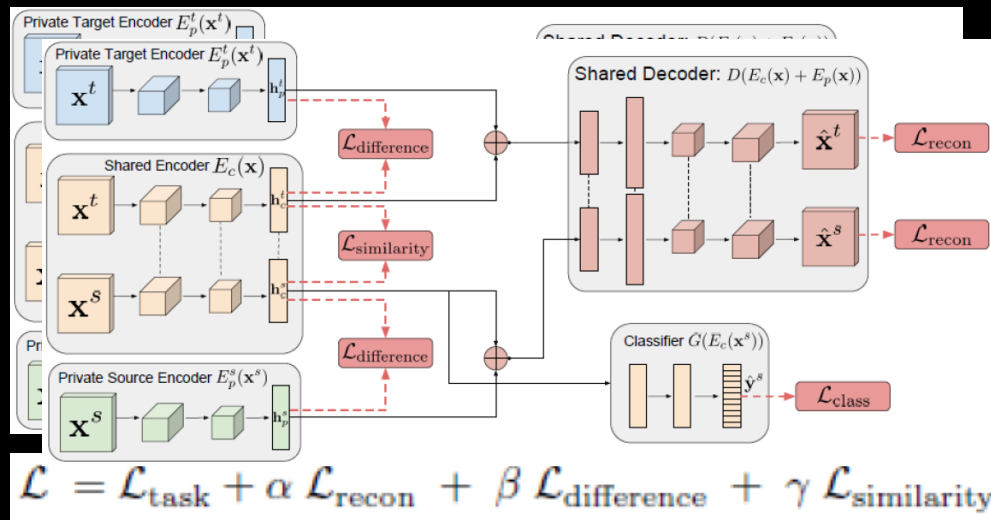 Private Target Encoder $E_p^t(\mathbf{x}^t)$
Private Target Encoder $E_p^t(\mathbf{x}^t)$
$\mathbf{x}^t$
$\mathbf{h}_p^t$
Shared Encoder $E_c(\mathbf{x})$
$\mathbf{x}^t$
$\mathbf{h}_c^t$
$\mathbf{x}^s$
$\mathbf{h}_c^s$
Private Source Encoder $E_p^s(\mathbf{x}^s)$
$\mathbf{x}^s$
$\mathbf{h}_p^s$
$\mathcal{L}_{\text{difference}}$
$\mathcal{L}_{\text{similarity}}$
$\mathcal{L}_{\text{difference}}$
Shared Decoder: $D(E_c(\mathbf{x}) + E_p(\mathbf{x}))$
$\hat{\mathbf{x}}^t$
$\mathcal{L}_{\text{recon}}$
$\hat{\mathbf{x}}^s$
$\mathcal{L}_{\text{recon}}$
Classifier $G(E_c(\mathbf{x}^s))$
$\hat{\mathbf{y}}^s$
$\mathcal{L}_{\text{class}}$
$\mathcal{L} = \mathcal{L}_{\text{task}} + \alpha \mathcal{L}_{\text{recon}} + \beta \mathcal{L}_{\text{difference}} + \gamma \mathcal{L}_{\text{similarity}}$